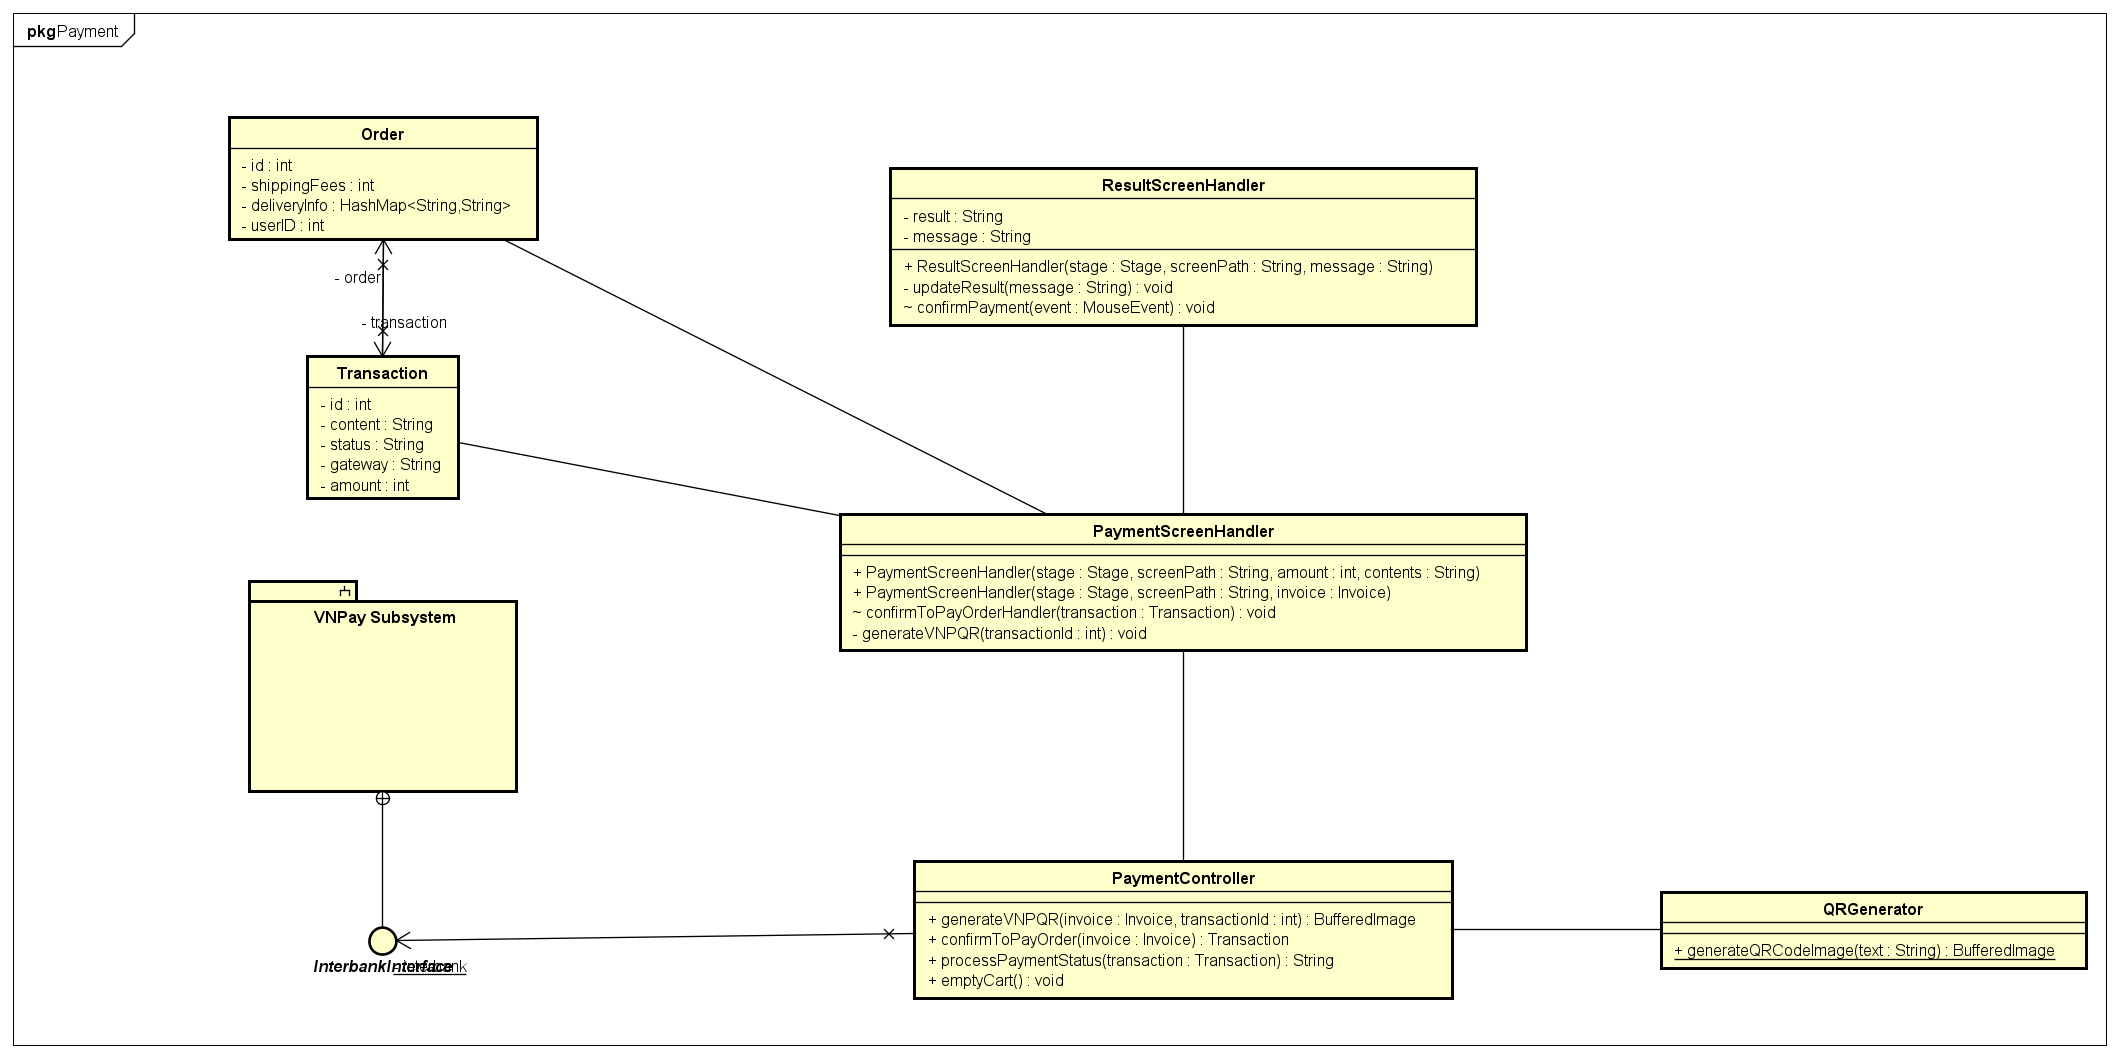 pkg Payment
Order
- id : int
- shippingFees : int
- deliveryInfo : HashMap<String,String>
- userID : int
- order
- transaction
Transaction
- id : int
- content : String
- status : String
- gateway : String
- amount : int
ResultScreenHandler
- result : String
- message : String
+ ResultScreenHandler(stage : Stage, screenPath : String, message : String)
- updateResult(message : String) : void
~ confirmPayment(event : MouseEvent) : void
PaymentScreenHandler
+ PaymentScreenHandler(stage : Stage, screenPath : String, amount : int, contents : String)
+ PaymentScreenHandler(stage : Stage, screenPath : String, invoice : Invoice)
~ confirmToPayOrderHandler(transaction : Transaction) : void
- generateVNPQR(transactionId : int) : void
VNPay Subsystem
InterbankInterface
- interbank
PaymentController
+ generateVNPQR(invoice : Invoice, transactionId : int) : BufferedImage
+ confirmToPayOrder(invoice : Invoice) : Transaction
+ processPaymentStatus(transaction : Transaction) : String
+ emptyCart() : void
QRGenerator
+ generateQRCodeImage(text : String) : BufferedImage